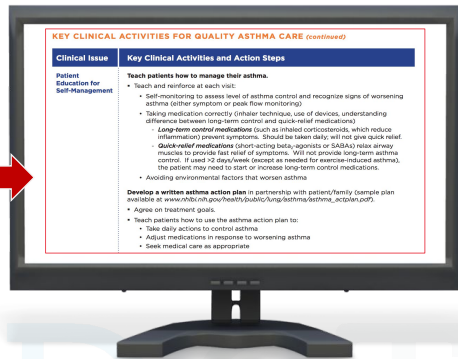 KEY CLINICAL ACTIVITIES FOR QUALITY ASTHMA CARE (continued)
Clinical Issue
Key Clinical Activities and Action Steps
Patient
Education for
Self-Management
Teach patients how to manage their asthma.
▪ Teach and reinforce at each visit:
• Self-monitoring to assess level of asthma control and recognize signs of worsening
asthma (either symptom or peak flow monitoring)
• Taking medication correctly (inhaler technique, use of devices, understanding
difference between long-term control and quick-relief medications)
- Long-term control medications (such as inhaled corticosteroids, which reduce
inflammation) prevent symptoms. Should be taken daily; will not give quick relief.
- Quick-relief medications (short-acting beta₂-agonists or SABAs) relax airway
muscles to provide fast relief of symptoms. Will not provide long-term asthma
control. If used >2 days/week (except as needed for exercise-induced asthma),
the patient may need to start or increase long-term control medications.
• Avoiding environmental factors that worsen asthma
Develop a written asthma action plan in partnership with patient/family (sample plan
available at www.nhlbi.nih.gov/health/public/lung/asthma/asthma_actplan.pdf).
▪ Agree on treatment goals.
▪ Teach patients how to use the asthma action plan to:
• Take daily actions to control asthma
• Adjust medications in response to worsening asthma
• Seek medical care as appropriate